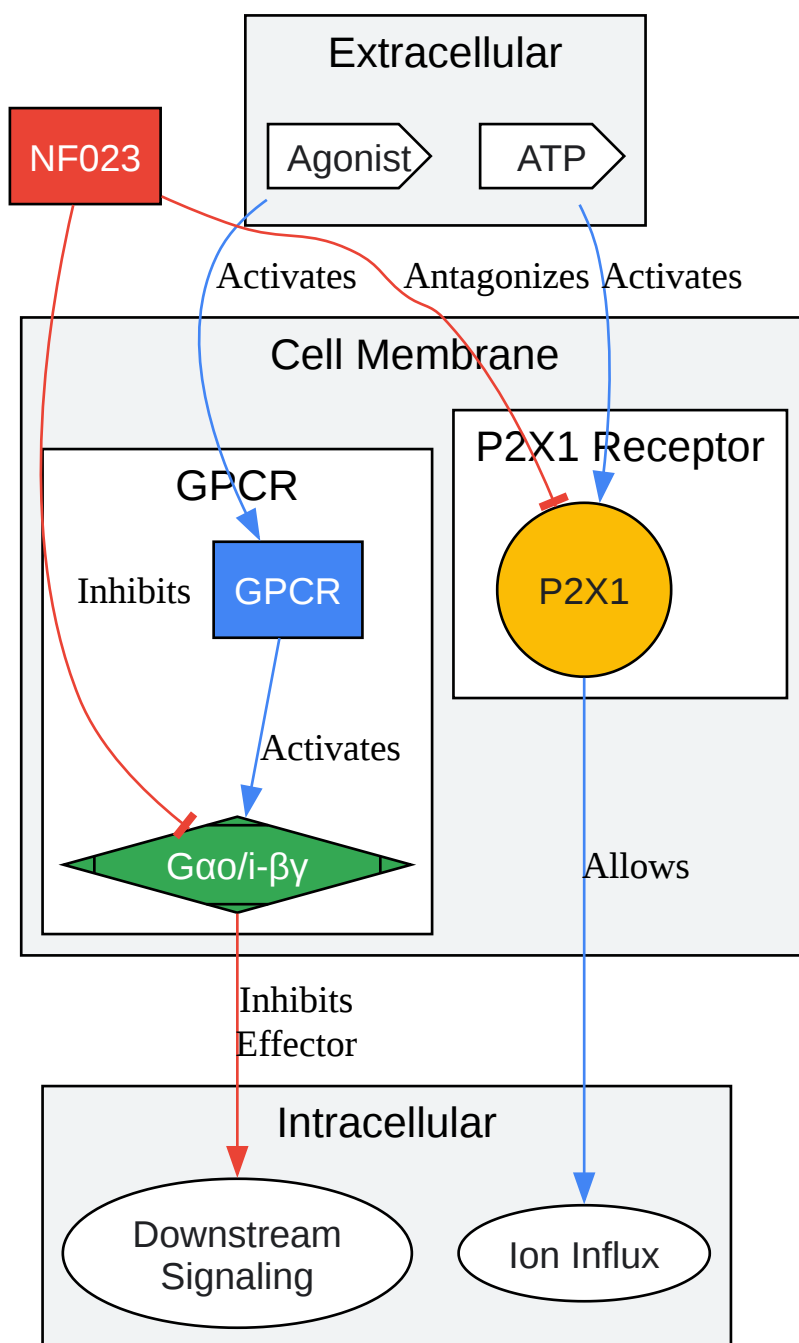 Extracellular
NF023
Agonist
ATP
Activates
Antagonizes
Activates
Cell Membrane
P2X1 Receptor
GPCR
Inhibits
GPCR
P2X1
Activates
Gαo/i-βγ
Allows
Inhibits
Effector
Intracellular
Downstream
Signaling
Ion Influx